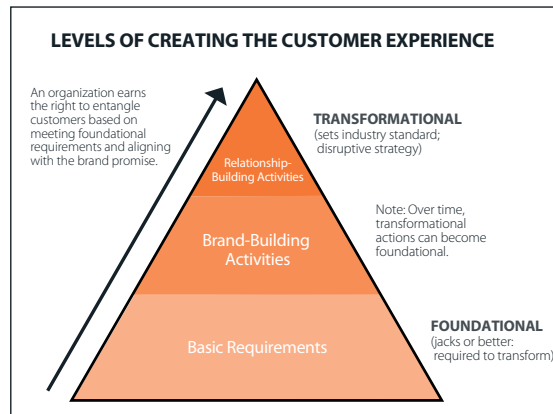 LEVELS OF CREATING THE CUSTOMER EXPERIENCE
An organization earns
the right to entangle
customers based on
meeting foundational
requirements and aligning
with the brand promise.
TRANSFORMATIONAL
(sets industry standard;
disruptive strategy)
Relationship-
Building Activities
Note: Over time,
transformational
actions can become
foundational.
Brand-Building
Activities
FOUNDATIONAL
(jacks or better:
required to transform)
Basic Requirements